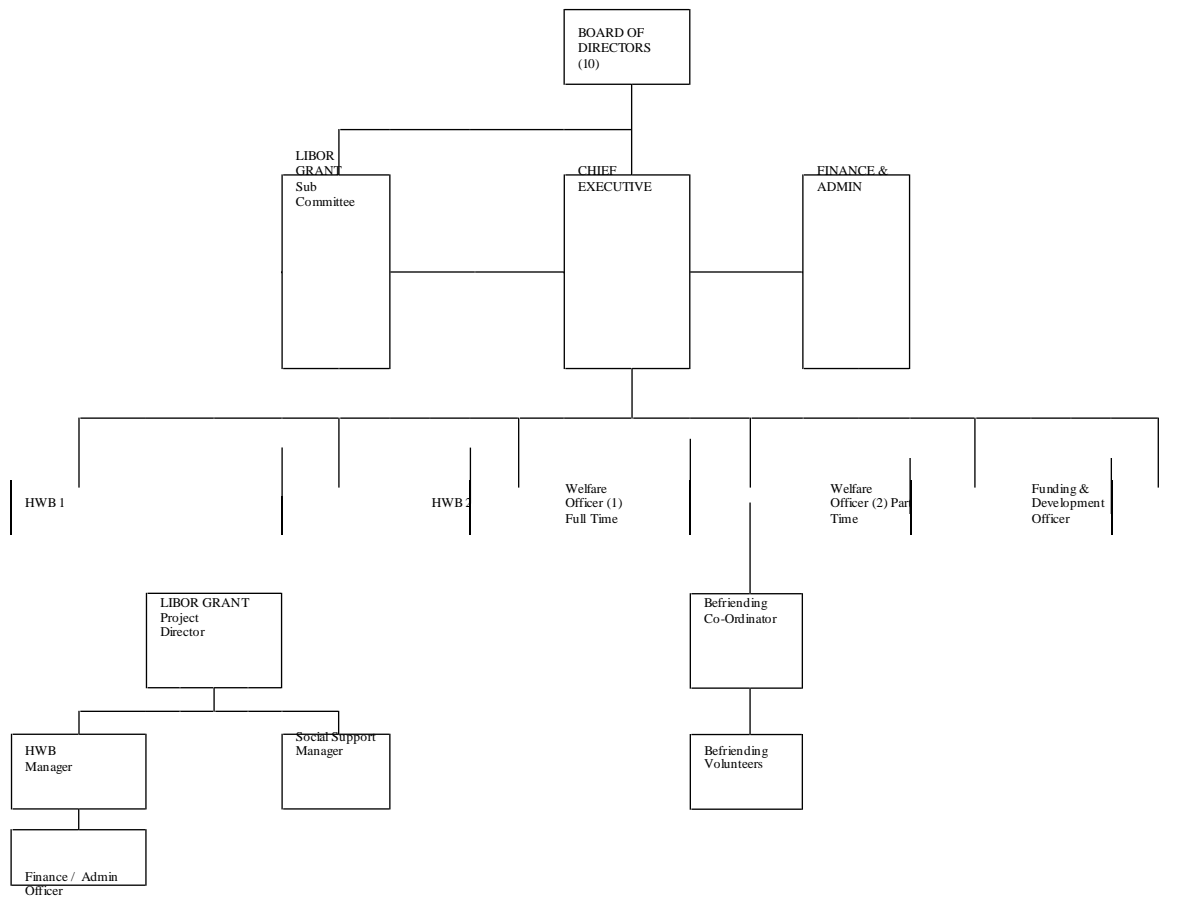 BOARD OF
DIRECTORS
(10)
LIBOR
GRANT
Sub
Committee
CHIEF
EXECUTIVE
FINANCE &
ADMIN
HWB 1
HWB 2
Welfare
Officer (1)
Full Time
Welfare
Officer (2) Part
Time
Funding &
Development
Officer
LIBOR GRANT
Project
Director
Befriending
Co-Ordinator
HWB
Manager
Social Support
Manager
Befriending
Volunteers
Finance / Admin
Officer